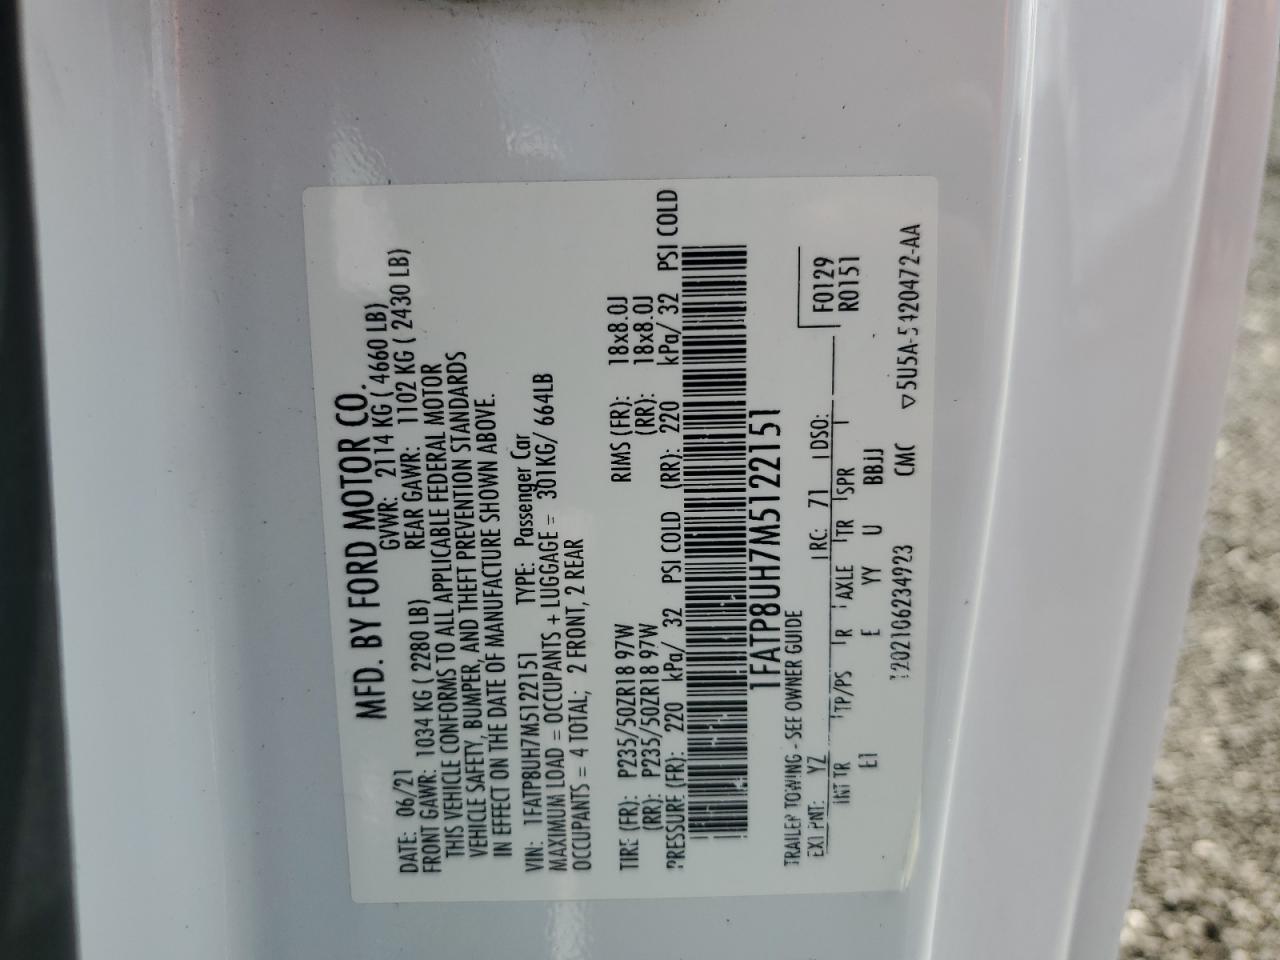 MFD. BY FORD MOTOR CO.
DATE: 06/21 GVWR: 2114 KG ( 4660 LB)
FRONT GAWR: 1034 KG ( 2280 LB) REAR GAWR: 1102 KG ( 2430 LB)
THIS VEHICLE CONFORMS TO ALL APPLICABLE FEDERAL MOTOR
VEHICLE SAFETY, BUMPER, AND THEFT PREVENTION STANDARDS
IN EFFECT ON THE DATE OF MANUFACTURE SHOWN ABOVE.
VIN: 1FATP8UH7M5122151 TYPE: Passenger Car
MAXIMUM LOAD = OCCUPANTS + LUGGAGE = 301KG/ 664LB
OCCUPANTS = 4 TOTAL; 2 FRONT, 2 REAR
TIRE (FR): P235/50ZR18 97W RIMS (FR): 18x8.0J
(RR): P235/50ZR18 97W (RR): 18x8.0J
PRESSURE (FR): 220 kPa/ 32 PSI COLD (RR): 220 kPa/ 32 PSI COLD
1FATP8UH7M5122151
TRAILER TOWING - SEE OWNER GUIDE
F0129
EXT PNT: YZ RC: 71 DSO: R0151
INT TR TP/PS R AXLE TR SPR
EI E YY U BBJJ
1202106234923 CMC ▽5U5A-5420472-AA